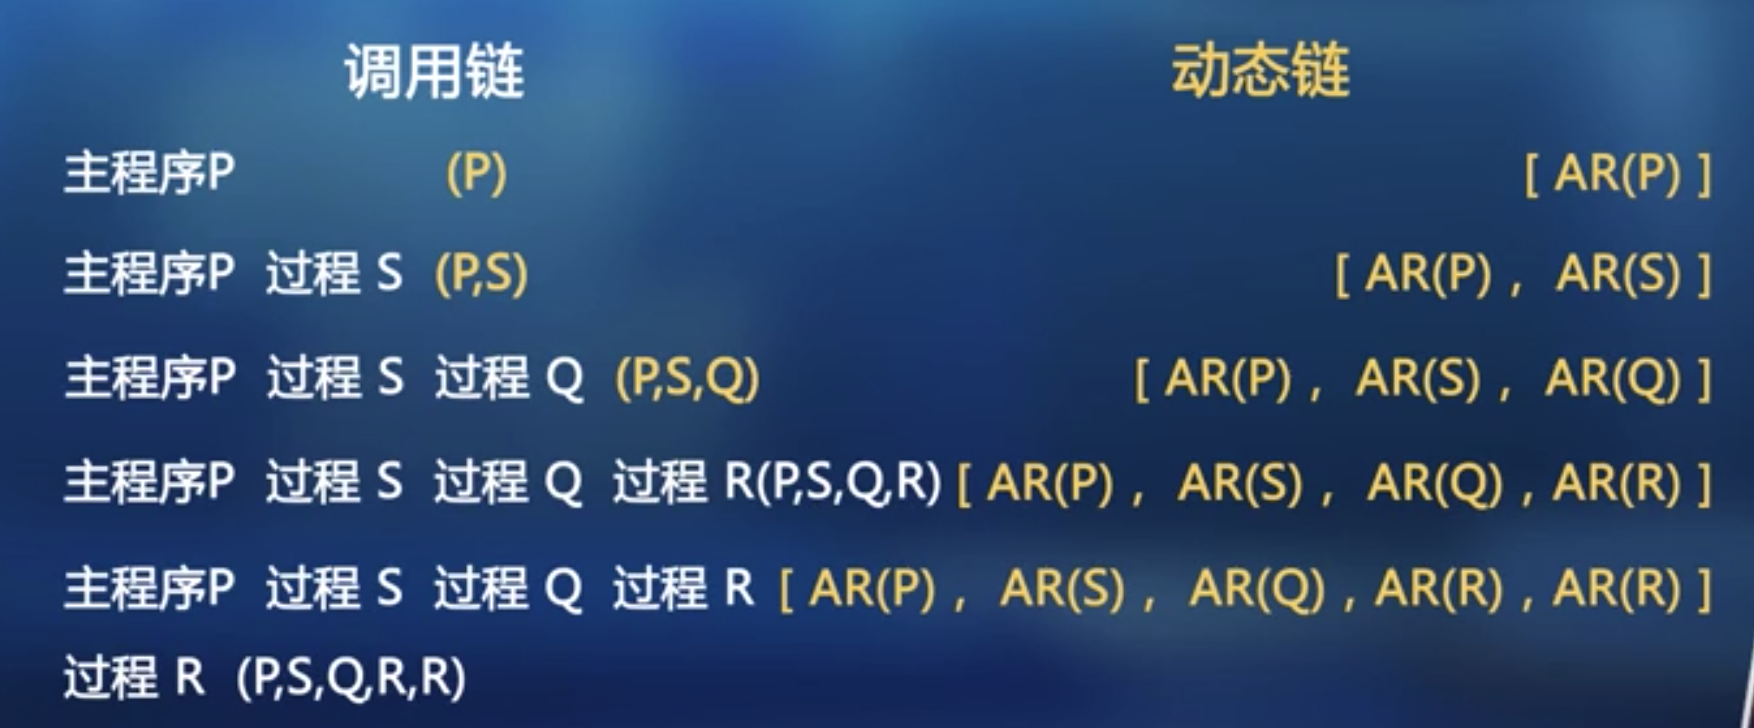 调用链 动态链
主程序P (P) [ AR(P) ]
主程序P 过程 S (P,S) [ AR(P) , AR(S) ]
主程序P 过程 S 过程 Q (P,S,Q) [ AR(P) , AR(S) , AR(Q) ]
主程序P 过程 S 过程 Q 过程 R(P,S,Q,R) [ AR(P) , AR(S) , AR(Q) , AR(R) ]
主程序P 过程 S 过程 Q 过程 R [ AR(P) , AR(S) , AR(Q) , AR(R) , AR(R) ]
过程 R (P,S,Q,R,R)